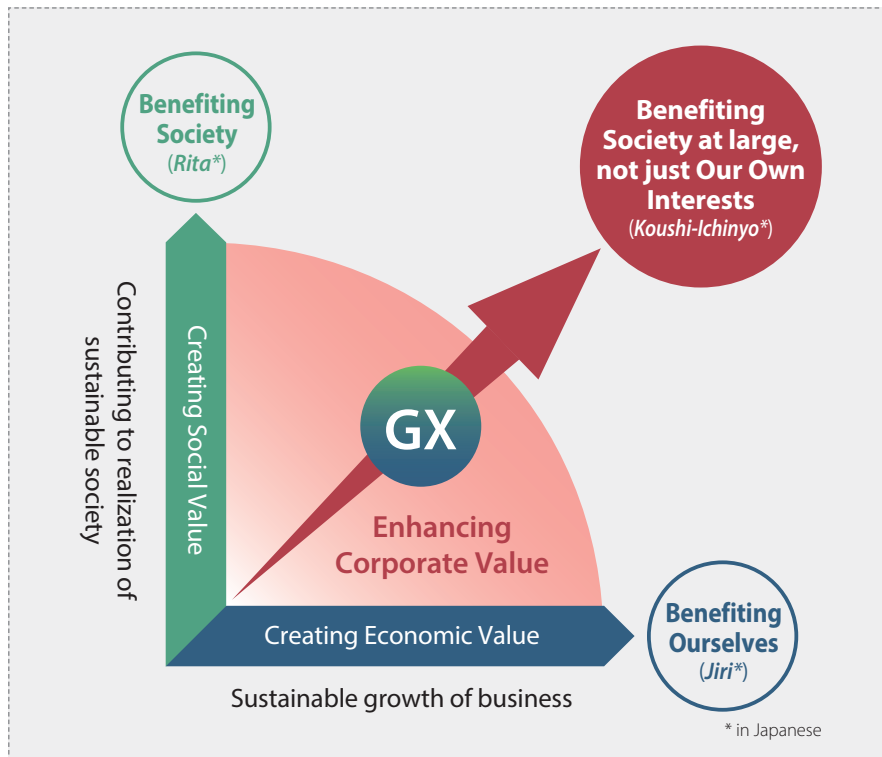 Benefiting
Society
(Rita*)
Benefiting
Society at large,
not just Our Own
Interests
(Koushi-Ichinyo*)
Contributing to realization of
sustainable society
Creating Social Value
GX
Enhancing
Corporate Value
Creating Economic Value
Benefiting
Ourselves
(Jiri*)
Sustainable growth of business
* in Japanese